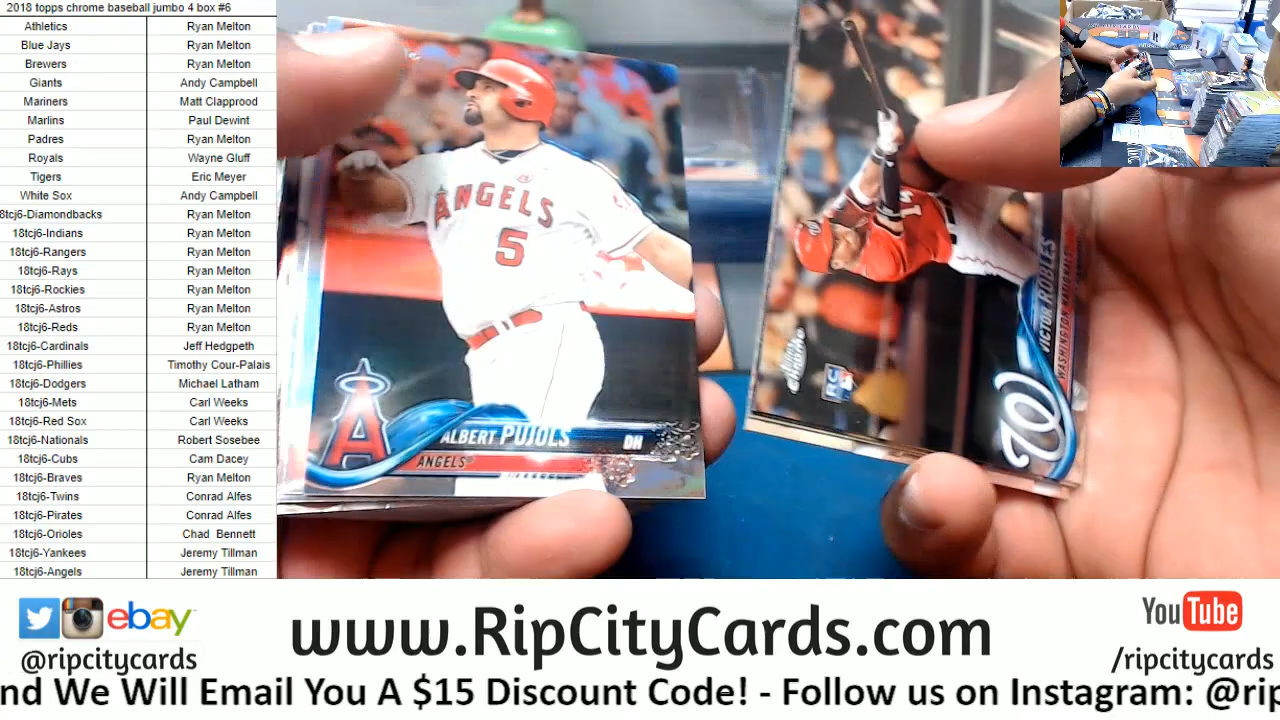 2018 topps chrome baseball jumbo 4 box #6
Athletics Ryan Melton
Blue Jays Ryan Melton
Brewers Ryan Melton
Giants Andy Campbell
Mariners Matt Clapprood
Marlins Paul Dewint
Padres Ryan Melton
Royals Wayne Gluff
Tigers Eric Meyer
White Sox Andy Campbell
8tcj6-Diamondbacks Ryan Melton
18tcj6-Indians Ryan Melton
18tcj6-Rangers Ryan Melton
18tcj6-Rays Ryan Melton
18tcj6-Rockies Ryan Melton
18tcj6-Astros Ryan Melton
18tcj6-Reds Ryan Melton
18tcj6-Cardinals Jeff Hedgpeth
18tcj6-Phillies Timothy Cour-Palais
18tcj6-Dodgers Michael Latham
18tcj6-Mets Carl Weeks
18tcj6-Red Sox Carl Weeks
18tcj6-Nationals Robert Sosebee
18tcj6-Cubs Cam Dacey
18tcj6-Braves Ryan Melton
18tcj6-Twins Conrad Alfes
18tcj6-Pirates Conrad Alfes
18tcj6-Orioles Chad Bennett
18tcj6-Yankees Jeremy Tillman
18tcj6-Angels Jeremy Tillman
ANGELS
5
A
ALBERT PUJOLS DH
ANGELS
VICTOR ROBLES
WASHINGTON NATIONALS
W
ebay
@ripcitycards
www.RipCityCards.com
YouTube
/ripcitycards
nd We Will Email You A $15 Discount Code! - Follow us on Instagram: @rip